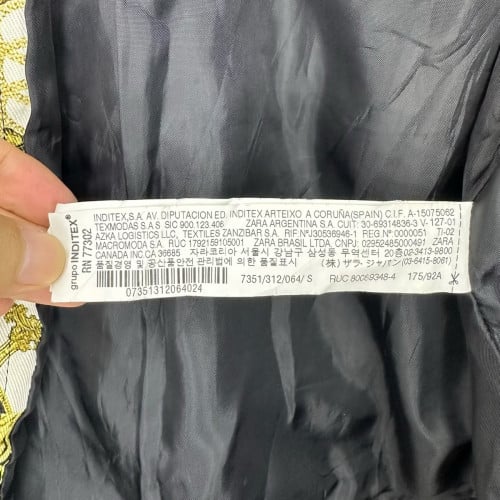 grupo INDITEX®
RN 77302
INDITEX,S.A. AV. DIPUTACION ED. INDITEX ARTEIXO A CORUÑA(SPAIN) C.I.F. A-15075062
TEXMODAS S.A.S SIC 900.123.406 ZARA ARGENTINA S.A. CUIT: 30-69314836-3 V-127-01
AZKA LOGISTICS LLC, TEXTILES ZANZIBAR S.A. RIF NºJ305369946-1 REG Nº 000005 TI-02
MACROMODA S.A. RUC 1792159105001 ZARA BRASIL LTDA, CNPJ: 02952485000491 ZARA
CANADA INC.CA 36685 자라코리아 서울시 강남구 삼성동 무역센터 20층02-3413-9800
품질경영 및 공산품안전 관리법에 의한 품질표시 (株) ザラ・ジャパン(03-6415-8061)
7351/312/064/ S RUC 80069348-4 175/92A
07351312064024